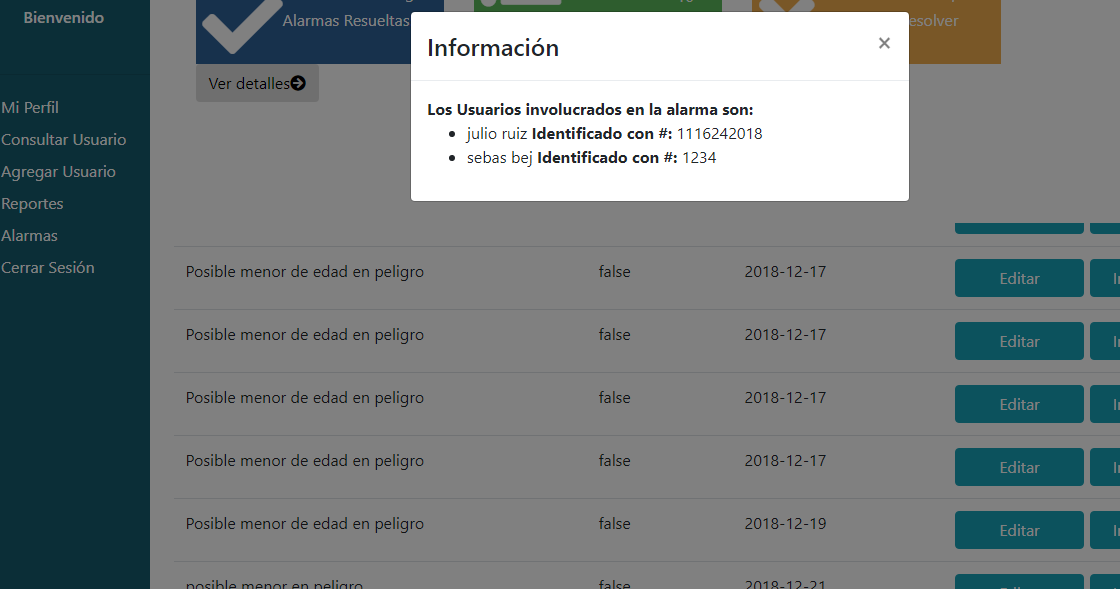 Bienvenido
Alarmas Resueltas
Ver detalles
Mi Perfil
Consultar Usuario
Agregar Usuario
Reportes
Alarmas
Cerrar Sesión
Información
×
Los Usuarios involucrados en la alarma son:
• julio ruiz Identificado con #: 1116242018
• sebas bej Identificado con #: 1234
Posible menor de edad en peligro false 2018-12-17 Editar
Posible menor de edad en peligro false 2018-12-17 Editar
Posible menor de edad en peligro false 2018-12-17 Editar
Posible menor de edad en peligro false 2018-12-17 Editar
Posible menor de edad en peligro false 2018-12-19 Editar
posible menor en peligro false 2018-12-21